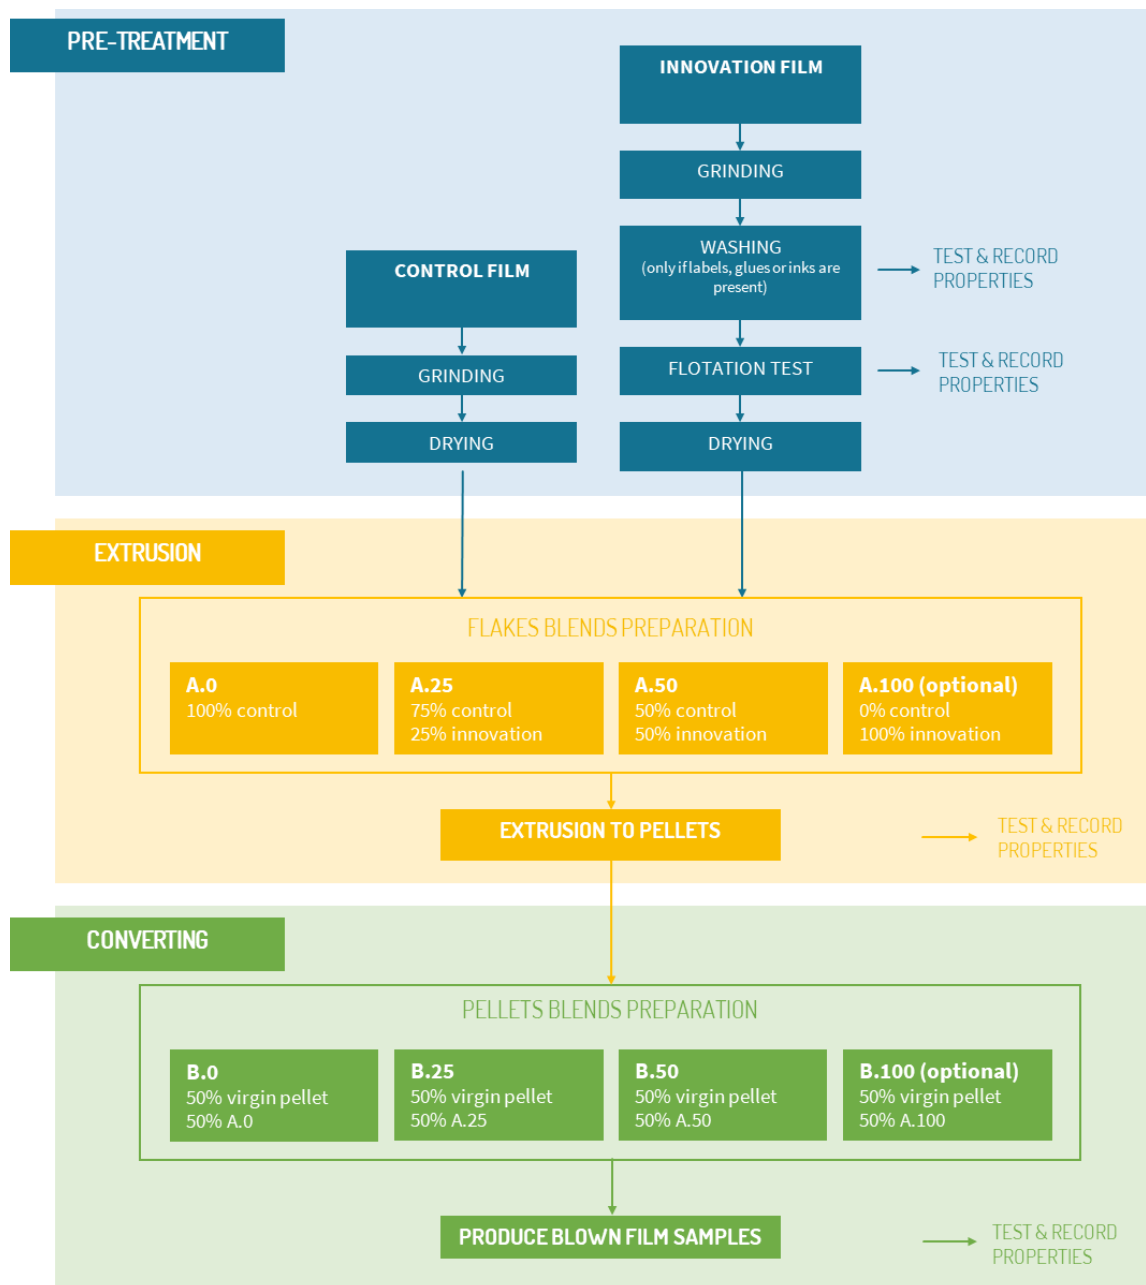 PRE-TREATMENT
INNOVATION FILM
GRINDING
WASHING
(only if labels, glues or inks are
present)
TEST & RECORD
PROPERTIES
CONTROL FILM
GRINDING
FLOTATION TEST
TEST & RECORD
PROPERTIES
DRYING
DRYING
EXTRUSION
FLAKES BLENDS PREPARATION
A.0
100% control
A.25
75% control
25% innovation
A.50
50% control
50% innovation
A.100 (optional)
0% control
100% innovation
EXTRUSION TO PELLETS
TEST & RECORD
PROPERTIES
CONVERTING
PELLETS BLENDS PREPARATION
B.0
50% virgin pellet
50% A.0
B.25
50% virgin pellet
50% A.25
B.50
50% virgin pellet
50% A.50
B.100 (optional)
50% virgin pellet
50% A.100
PRODUCE BLOWN FILM SAMPLES
TEST & RECORD
PROPERTIES